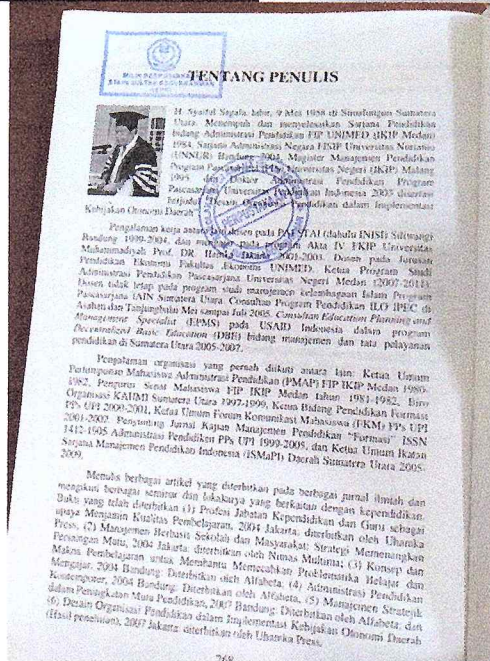 TENTANG PENULIS
H. Syaiful Sagala, lahir, 9 Mei 1958 di Simalungun Sumatera
Utara. Menempuh dan menyelesaikan Sarjana Pendidikan
bidang Administrasi Pendidikan FIP UNIMED (IKIP Medan)
1984, Sarjana Administrasi Negara FISIP Universitas Nurtanio
(UNNUR) Bandung 2004, Magister Manajemen Pendidikan
Program Pascasarjana Universitas Negeri (IKIP) Malang
1995, dan Doktor Administrasi Pendidikan Program
Pascasarjana Universitas Pendidikan Indonesia 2003 disertasi
berjudul Desain Organisasi Pendidikan dalam Implementasi
Kebijakan Otonomi Daerah
PERPUSTAKAAN
Pengalaman kerja antara lain dosen pada (dahulu INISI) Siliwangi
Bandung 1999-2004, dan mengajar pada program Akta IV FKIP Universitas
Muhammadiyah Prof. DR Hamka Jakarta 2001-2003. Dosen pada Jurusan
Pendidikan Ekonomi Fakultas Ekonomi UNIMED. Ketua Program Studi
Administrasi Pendidikan Pascasarjana Universitas Negeri Medan (2007-2011).
Dosen tidak tetap pada program studi manajemen kelembagaan Islam Program
Pascasarjana IAIN Sumatera Utara. Consultan Program Pendidikan ILO IPEC di
Asahan dan Tanjungbalai Mei sampai Juli 2005. Consultan Education Planning and
Management Specialist (EPMS) pada USAID Indonesia dalam program
Decentralized Basic Education (DBE) bidang manajemen dan tata pelayanan
pendidikan di Sumatera Utara 2005-2007.
Pengalaman organisasi yang pernah diikuti antara lain: Ketua Umum
Perhimpunan Mahasiswa Administrasi Pendidikan (PMAP) FIP IKIP Medan 1980-
1982, Pengurus Senat Mahasiswa FIP IKIP Medan tahun 1981-1982, Biro
Organisasi KAHMI Sumatera Utara 1997-1999, Ketua Bidang Pendidikan Formasi
PPs UPI 2000-2001, Ketua Umum Forum Komunikasi Mahasiswa (FKM) PPs UPI
2001-2002. Penyunting Jurnal Kajian Manajemen Pendidikan "Formasi" ISSN
1412-1905 Administrasi Pendidikan PPs UPI 1999-2005, dan Ketua Umum Ikatan
Sarjana Manajemen Pendidikan Indonesia (ISMaPI) Daerah Sumatera Utara 2005-
2009.
Menulis berbagai artikel yang diterbitkan pada berbagai jurnal ilmiah dan
mengikuti berbagai seminar dan lokakarya yang berkaitan dengan kependidikan.
Buku yang telah diterbitkan (1) Profesi Jabatan Kependidikan dan Guru sebagai
upaya Menjamin Kualitas Pembelajaran, 2004 Jakarta, diterbitkan oleh Uhamka
Press, (2) Manajemen Berbasis Sekolah dan Masyarakat: Strategi Memenangkan
Persaingan Mutu, 2004 Jakarta: diterbitkan oleh Nimas Multima; (3) Konsep dan
Makna Pembelajaran untuk Membantu Memecahkan Problematika Belajar dan
Mengajar, 2004 Bandung: Diterbitkan oleh Alfabeta, (4) Administrasi Pendidikan
Kontemporer, 2004 Bandung: Diterbitkan oleh Alfabeta, (5) Manajemen Stratejik
dalam Peningkatan Mutu Pendidikan, 2007 Bandung: Diterbitkan oleh Alfabeta; dan
(6) Desain Organisasi Pendidikan dalam Implementasi Kebijakan Otonomi Daerah
(Hasil penelitian), 2007 Jakarta: diterbitkan oleh Uhamka Press.
268